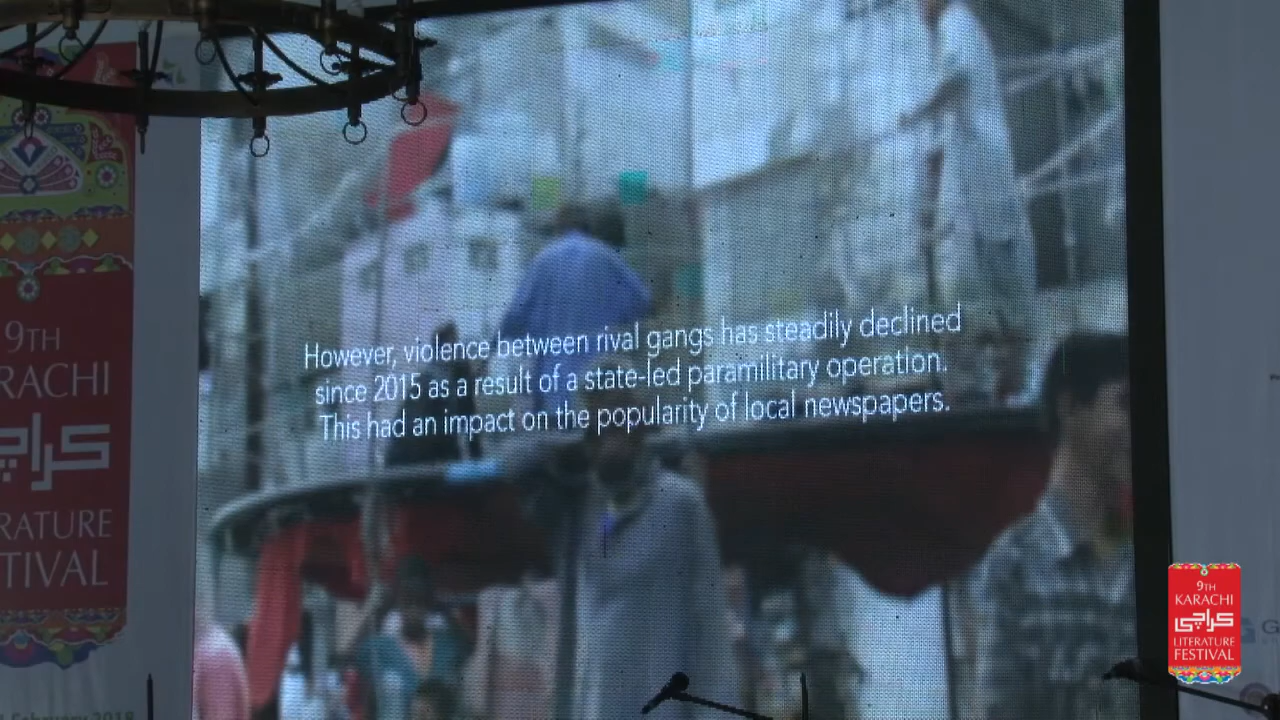 However, violence between rival gangs has steadily declined
since 2015 as a result of a state-led paramilitary operation.
This had an impact on the popularity of local newspapers.
9TH
RACHI
کراچی
RATURE
TIVAL
2018
9TH
KARACHI
کراچی
LITERATURE
FESTIVAL
G